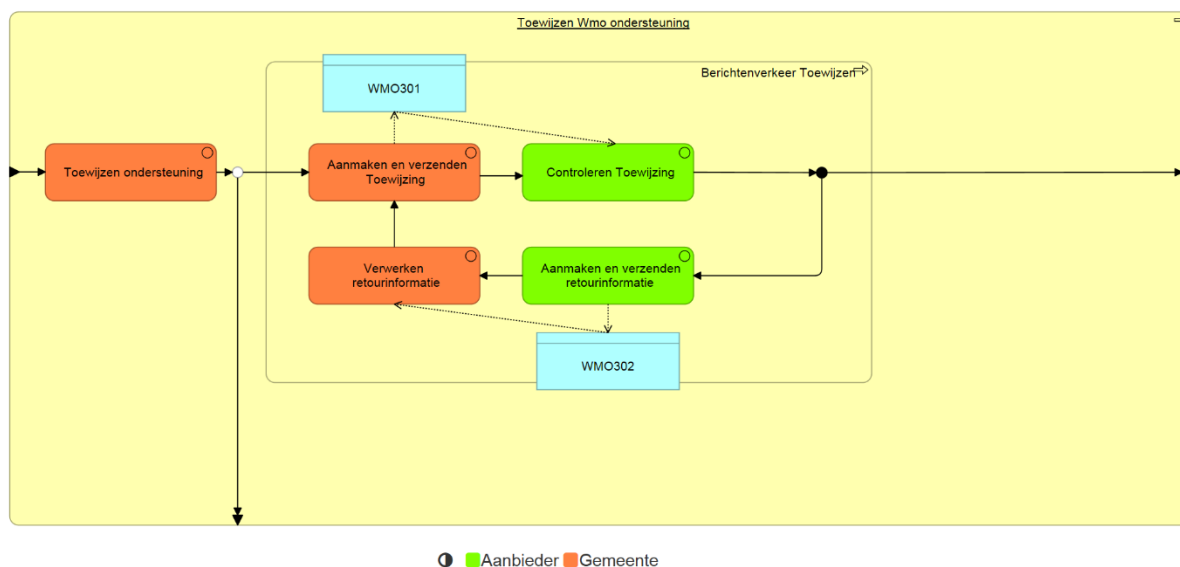 Toewijzen Wmo ondersteuning
Berichtenverkeer Toewijzen
WMO301
Toewijzen ondersteuning
Aanmaken en verzenden
Toewijzing
Controleren Toewijzing
Verwerken
retourinformatie
Aanmaken en verzenden
retourinformatie
WMO302
Aanbieder
Gemeente